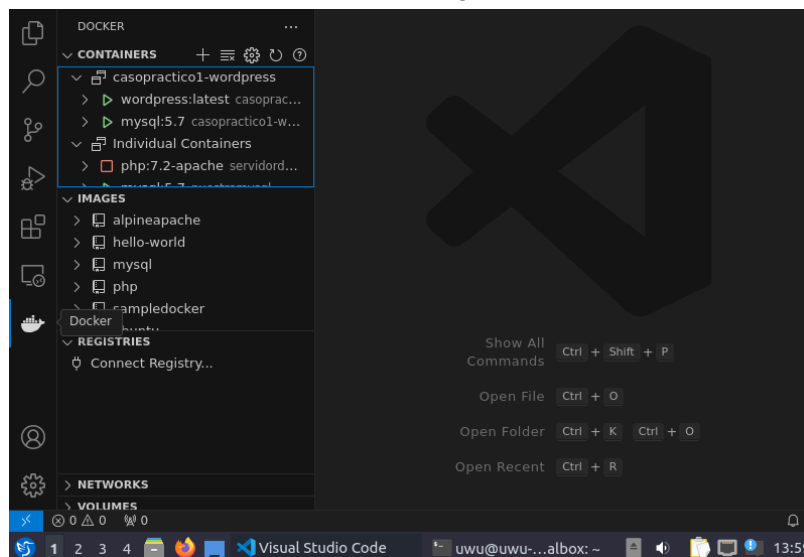 DOCKER
CONTAINERS
casopractico1-wordpress
wordpress:latest casoprac...
mysql:5.7 casopractico1-w...
Individual Containers
php:7.2-apache servidord...
IMAGES
alpineapache
hello-world
mysql
php
sampledocker
Docker
REGISTRIES
Connect Registry...
NETWORKS
VOLUMES
Show All Commands Ctrl + Shift + P
Open File Ctrl + O
Open Folder Ctrl + K Ctrl + O
Open Recent Ctrl + R
0 0 0
1 2 3 4 Visual Studio Code uwu@uwu-...albox: ~